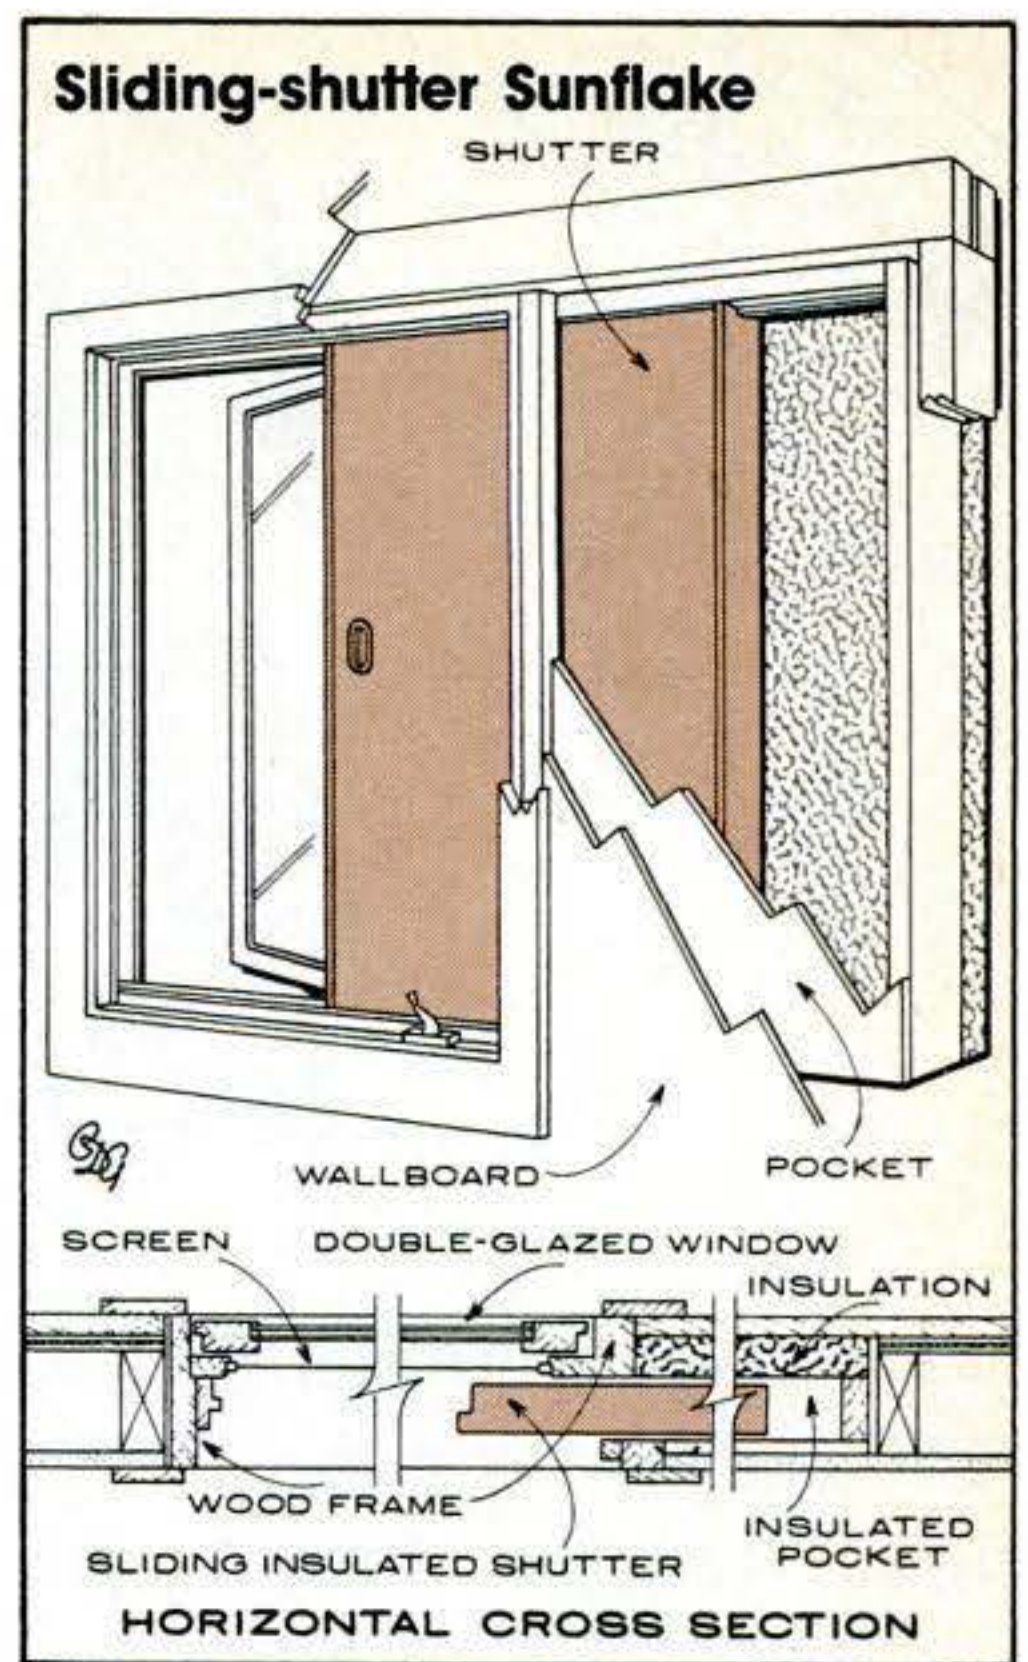 Sliding-shutter Sunflake
SHUTTER
WALLBOARD
POCKET
SCREEN
DOUBLE-GLAZED WINDOW
INSULATION
WOOD FRAME
INSULATED
POCKET
SLIDING INSULATED SHUTTER
HORIZONTAL CROSS SECTION